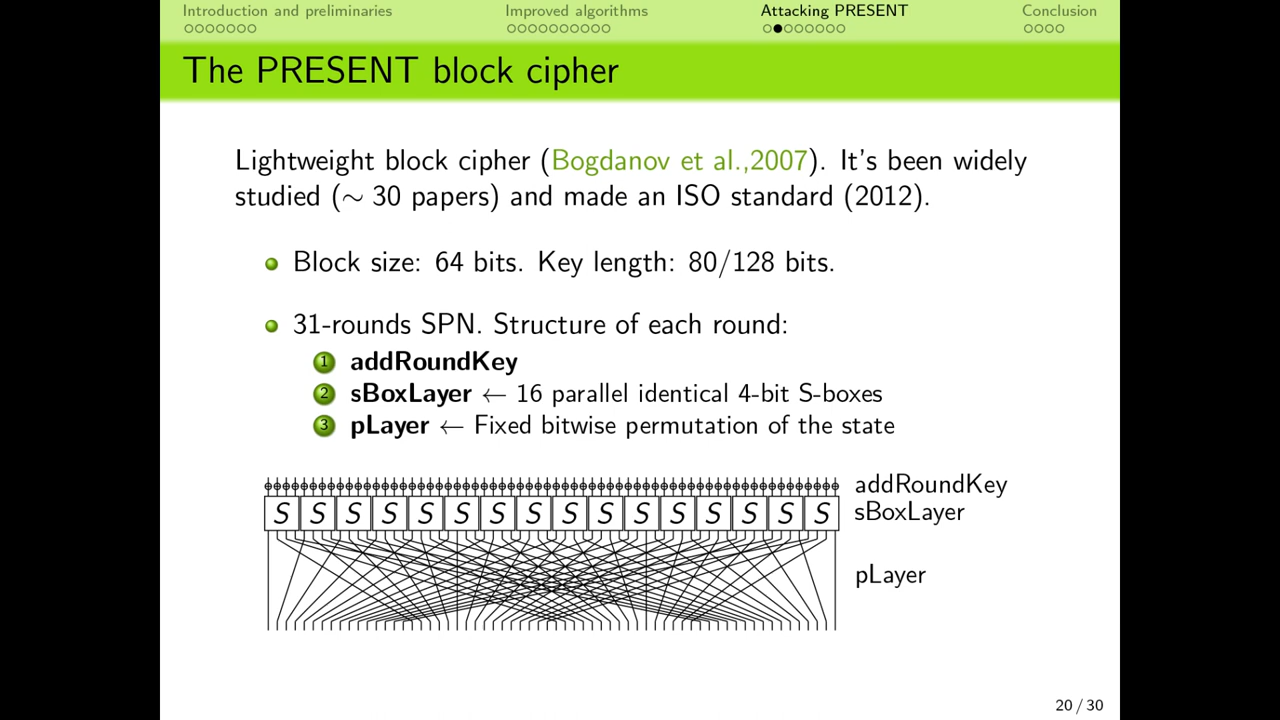 Introduction and preliminaries Improved algorithms Attacking PRESENT Conclusion
The PRESENT block cipher
Lightweight block cipher (Bogdanov et al.,2007). It's been widely
studied (∼ 30 papers) and made an ISO standard (2012).
Block size: 64 bits. Key length: 80/128 bits.
31-rounds SPN. Structure of each round:
1 addRoundKey
2 sBoxLayer ← 16 parallel identical 4-bit S-boxes
3 pLayer ← Fixed bitwise permutation of the state
addRoundKey
S S S S S S S S S S S S S S S S sBoxLayer
pLayer
20 / 30